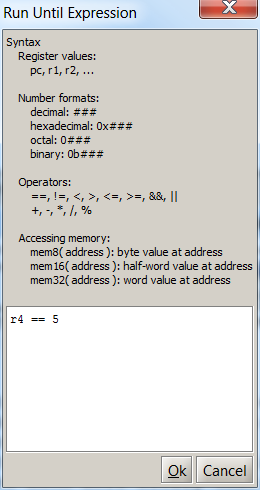 Run Until Expression
Syntax
Register values:
pc, r1, r2, ...
Number formats:
decimal: ###
hexadecimal: 0x###
octal: 0###
binary: 0b###
Operators:
==, !=, <, >, <=, >=, &&, ||
+, -, *, /, %
Accessing memory:
mem8( address ): byte value at address
mem16( address ): half-word value at address
mem32( address ): word value at address
r4 == 5
Ok Cancel